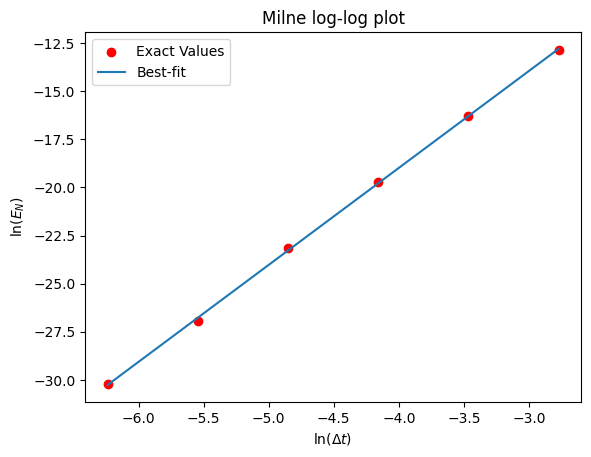 Milne log-log plot
Exact Values
Best-fit
−12.5
−15.0
−17.5
−20.0
−22.5
−25.0
−27.5
−30.0
ln(E_N)
−6.0 −5.5 −5.0 −4.5 −4.0 −3.5 −3.0
ln(Δt)